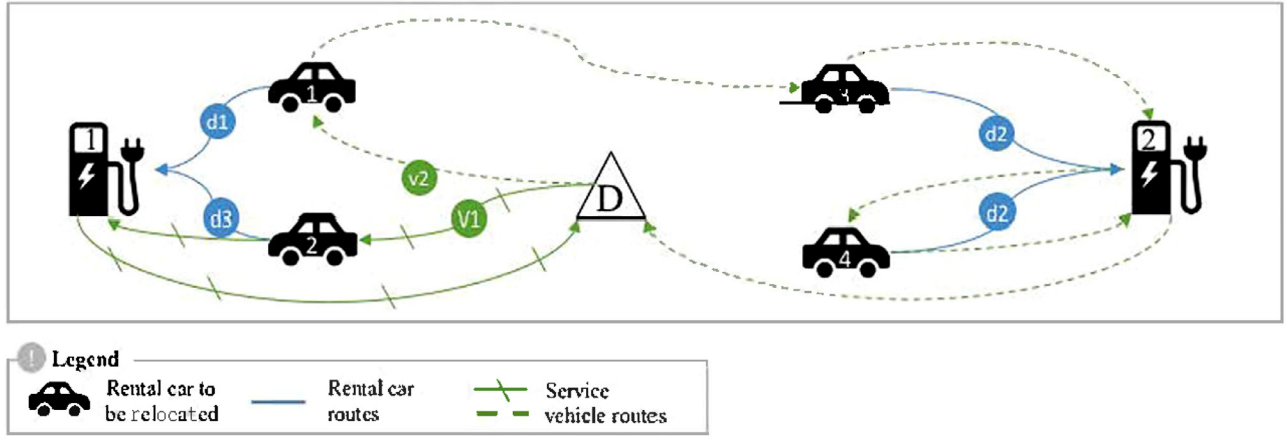 1
d1
1
v2
d3
2
V1
D
3
d2
2
d2
4
! Legend
Rental car to
be relocated
Rental car
routes
Service
vehicle routes